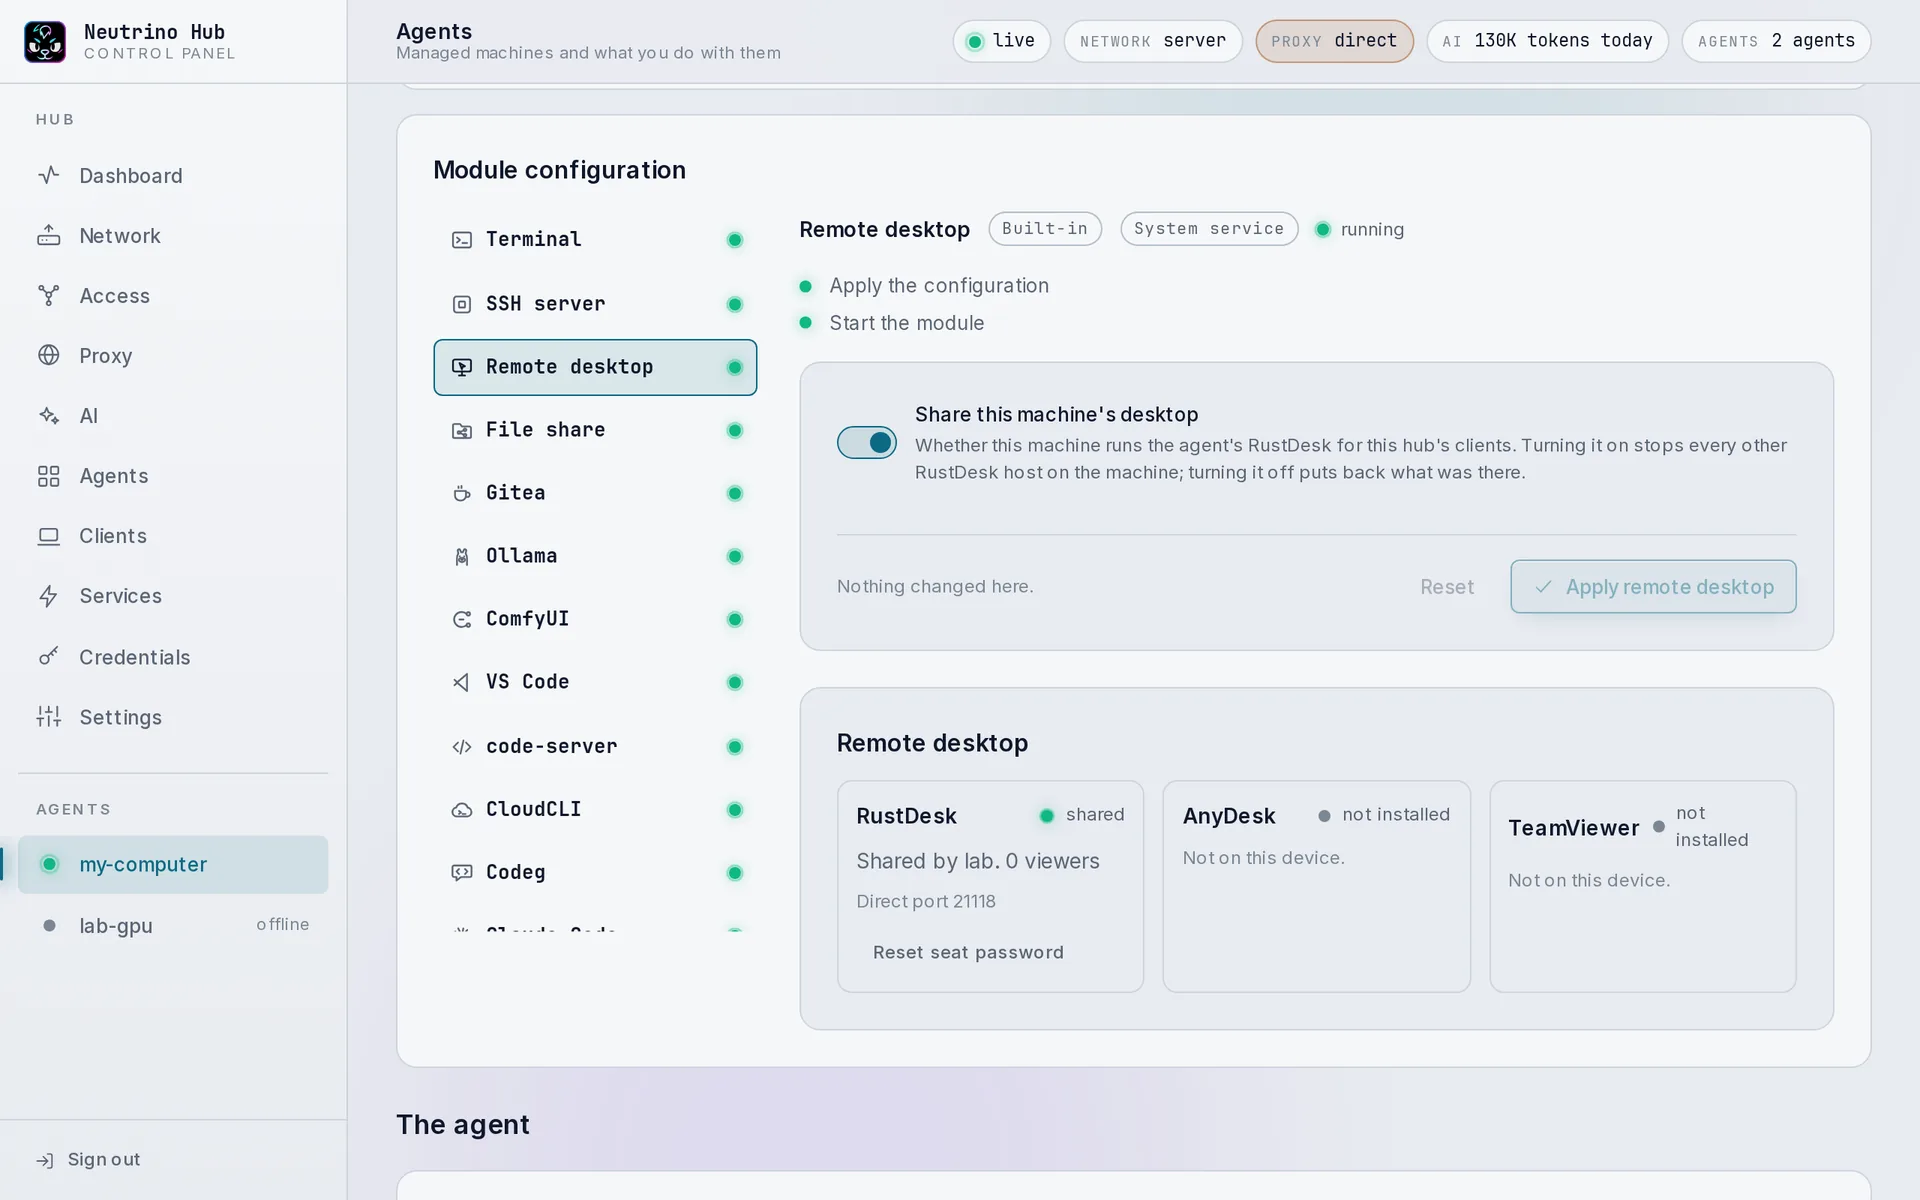 Neutrino Hub
CONTROL PANEL
Agents
Managed machines and what you do with them
live
NETWORK server
PROXY direct
AI 130K tokens today
AGENTS 2 agents
HUB
Dashboard
Network
Access
Proxy
AI
Agents
Clients
Services
Credentials
Settings
AGENTS
my-computer
lab-gpu offline
Sign out
Module configuration
Terminal
SSH server
Remote desktop
File share
Gitea
Ollama
ComfyUI
VS Code
code-server
CloudCLI
Codeg
Claude Code
Remote desktop Built-in System service running
Apply the configuration
Start the module
Share this machine's desktop
Whether this machine runs the agent's RustDesk for this hub's clients. Turning it on stops every other
RustDesk host on the machine; turning it off puts back what was there.
Nothing changed here.
Reset
Apply remote desktop
Remote desktop
RustDesk shared
Shared by lab. 0 viewers
Direct port 21118
Reset seat password
AnyDesk not installed
Not on this device.
TeamViewer not
installed
Not on this device.
The agent